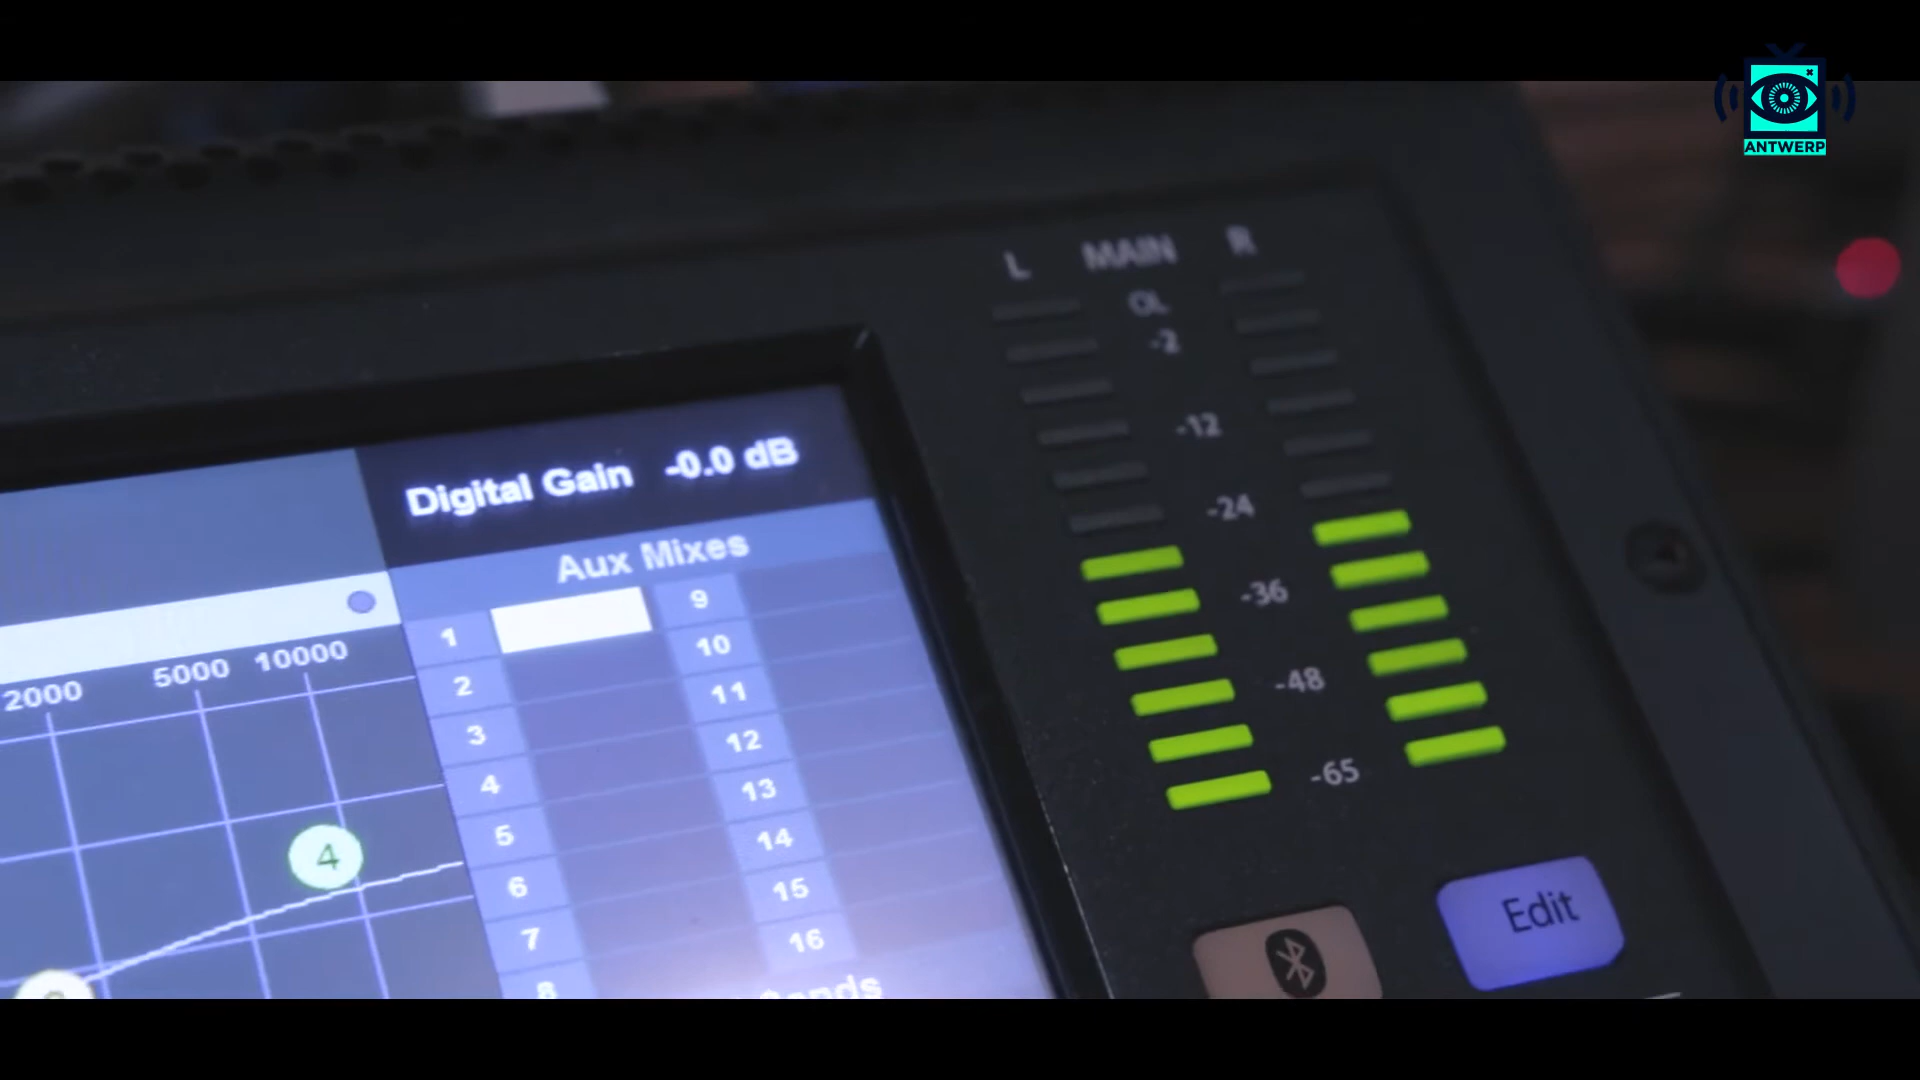 ANTWERP
L MAIN R
OL
-2
-12
-24
-36
-48
-65
Digital Gain -0.0 dB
Aux Mixes
1 9
2 10
3 11
4 12
5 13
6 14
7 15
8 16
Sends
2000 5000 10000
4
Edit